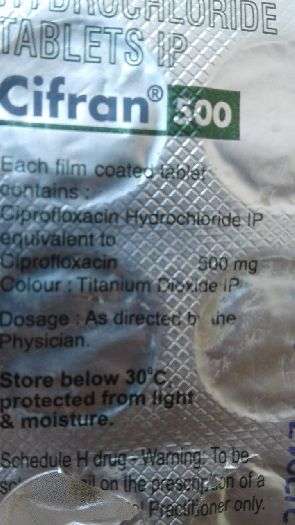 HYDROCHLORIDE
TABLETS IP
Cifran® 500
Each film coated tablet
contains :
Ciprofloxacin Hydrochloride IP
equivalent to
Ciprofloxacin 500 mg
Colour : Titanium Dioxide IP
Dosage : As directed by the
Physician.
Store below 30°C,
protected from light
& moisture.
Schedule H drug - Warning: To be
on the prescription of a
Practitioner only.